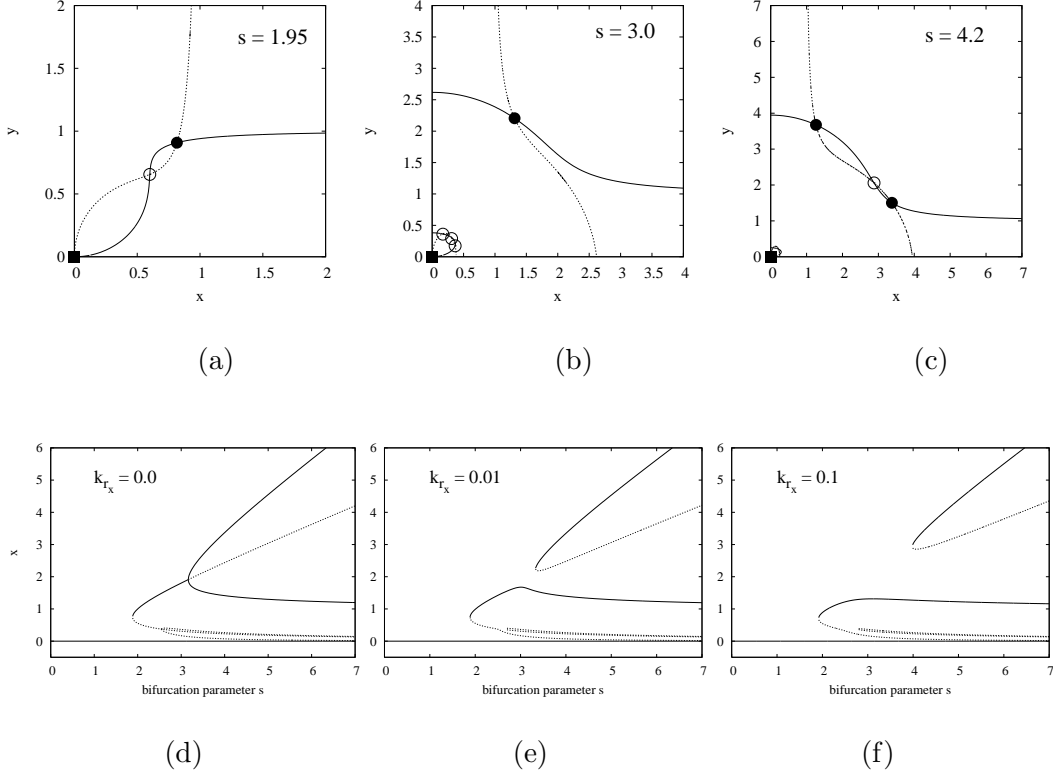 s = 1.95
2
1.5
1
0.5
0
y
0 0.5 1 1.5 2
x
(a)
s = 3.0
4
3.5
3
2.5
2
1.5
1
0.5
0
y
0 0.5 1 1.5 2 2.5 3 3.5 4
x
(b)
s = 4.2
7
6
5
4
3
2
1
0
y
0 1 2 3 4 5 6 7
x
(c)
k_{r_x} = 0.0
6
5
4
3
2
1
0
x
0 1 2 3 4 5 6 7
bifurcation parameter s
(d)
k_{r_x} = 0.01
6
5
4
3
2
1
0
0 1 2 3 4 5 6 7
bifurcation parameter s
(e)
k_{r_x} = 0.1
6
5
4
3
2
1
0
0 1 2 3 4 5 6 7
bifurcation parameter s
(f)